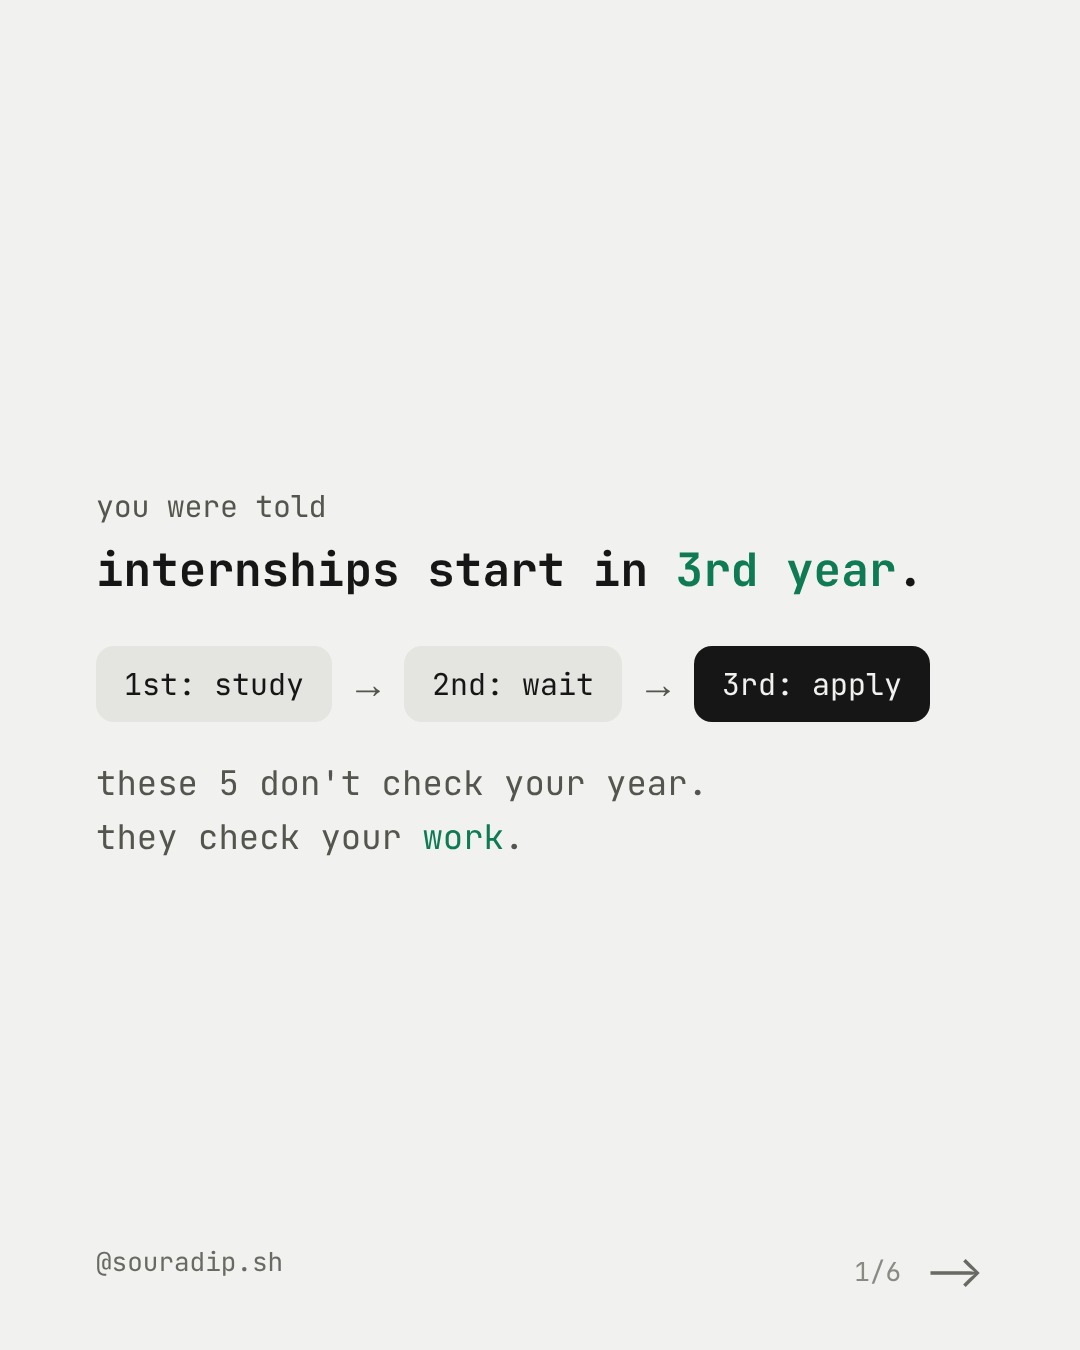 you were told
internships start in 3rd year.
1st: study → 2nd: wait → 3rd: apply
these 5 don't check your year.
they check your work.
@souradip.sh
1/6 →